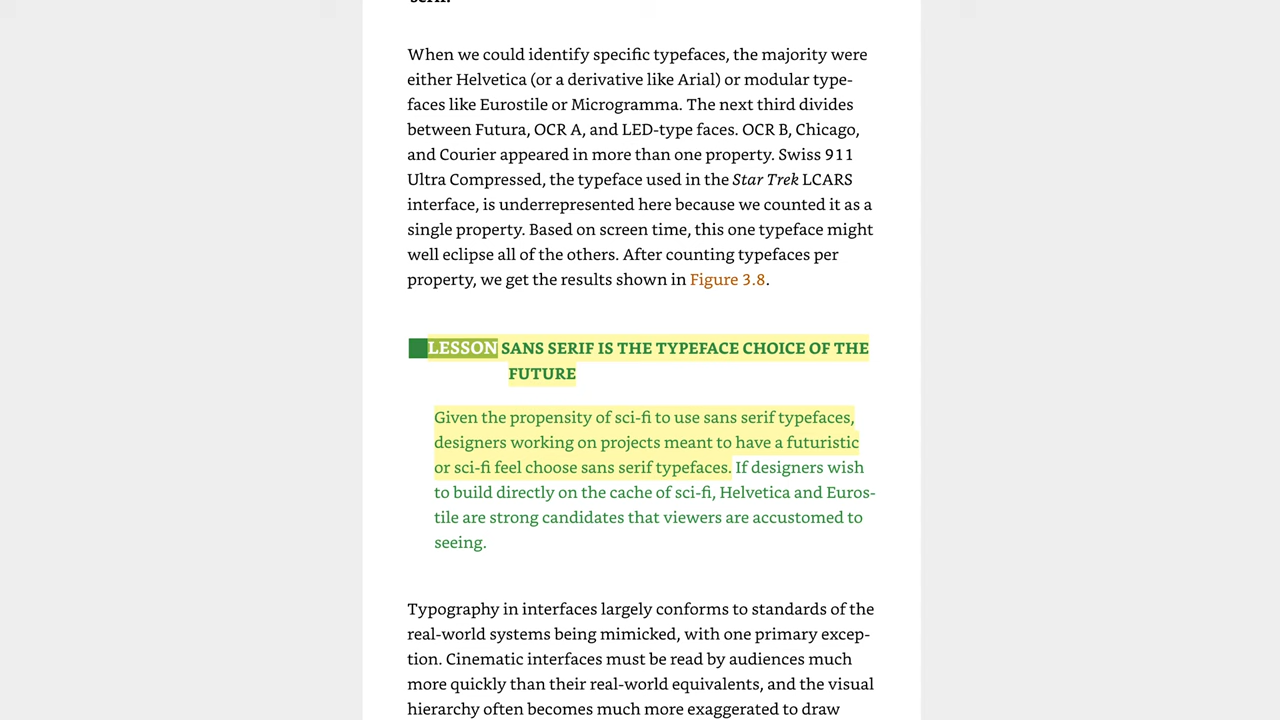 serif.
When we could identify specific typefaces, the majority were
either Helvetica (or a derivative like Arial) or modular type-
faces like Eurostile or Microgramma. The next third divides
between Futura, OCR A, and LED-type faces. OCR B, Chicago,
and Courier appeared in more than one property. Swiss 911
Ultra Compressed, the typeface used in the Star Trek LCARS
interface, is underrepresented here because we counted it as a
single property. Based on screen time, this one typeface might
well eclipse all of the others. After counting typefaces per
property, we get the results shown in Figure 3.8.
LESSON SANS SERIF IS THE TYPEFACE CHOICE OF THE
FUTURE
Given the propensity of sci-fi to use sans serif typefaces,
designers working on projects meant to have a futuristic
or sci-fi feel choose sans serif typefaces. If designers wish
to build directly on the cache of sci-fi, Helvetica and Euros-
tile are strong candidates that viewers are accustomed to
seeing.
Typography in interfaces largely conforms to standards of the
real-world systems being mimicked, with one primary excep-
tion. Cinematic interfaces must be read by audiences much
more quickly than their real-world equivalents, and the visual
hierarchy often becomes much more exaggerated to draw